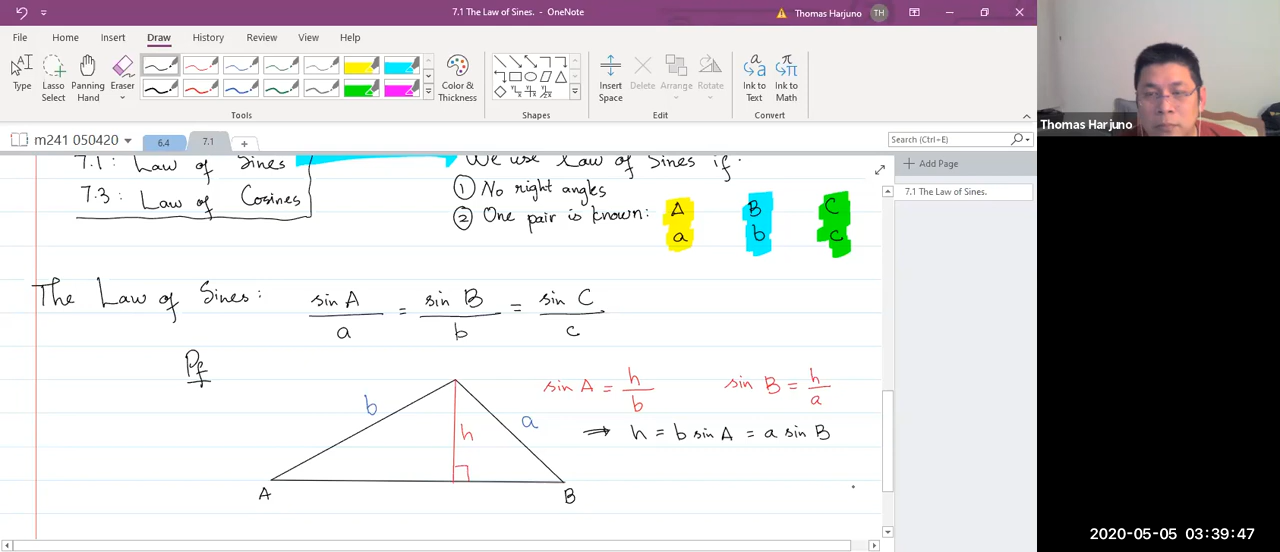 7.1 The Law of Sines. - OneNote
Thomas Harjuno TH
File Home Insert Draw History Review View Help
Type
Lasso Select
Panning Hand
Eraser
Color & Thickness
Insert Space
Delete
Arrange
Rotate
Ink to Text
Ink to Math
Tools
Shapes
Edit
Convert
m241 050420
6.4
7.1
Search (Ctrl+E)
Add Page
7.1 The Law of Sines.
7.1: Law of Sines
7.3: Law of Cosines
We use Law of Sines if:
① No right angles
② One pair is known: A B C
a b c
The Law of Sines: sin A / a = sin B / b = sin C / c
Pf
sin A = h / b sin B = h / a
⇒ h = b sin A = a sin B
b
a
h
A
B
Thomas Harjuno
2020-05-05 03:39:47